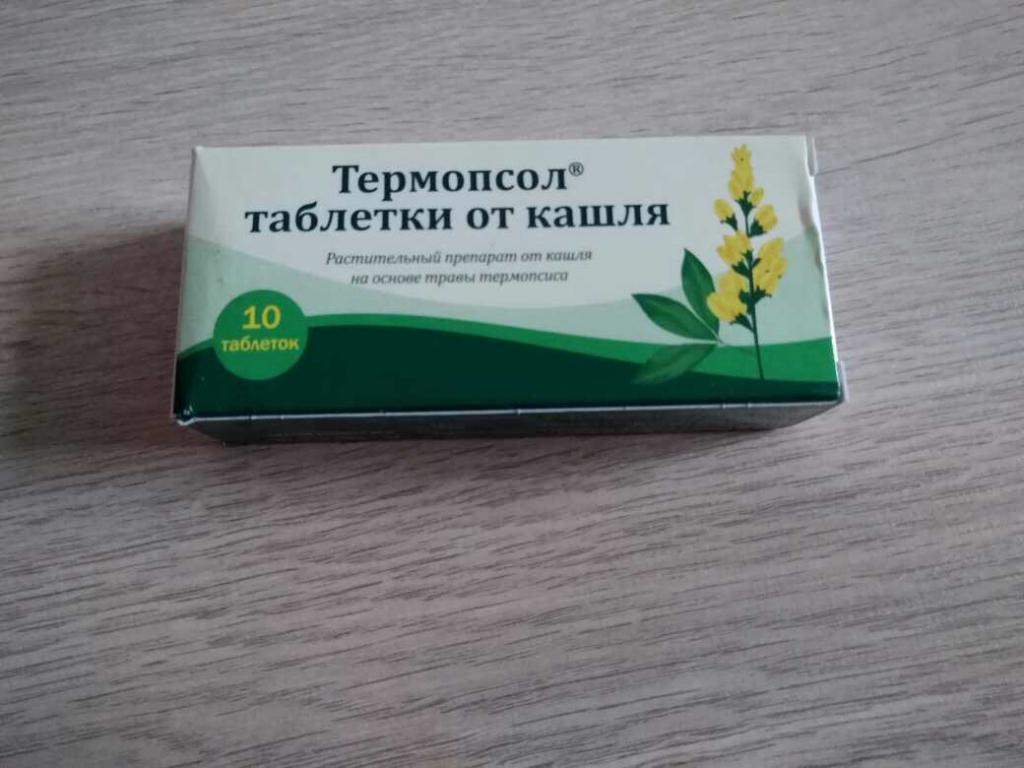 Термопсол®
таблетки от кашля
Растительный препарат от кашля
на основе травы термопсиса
10
таблеток